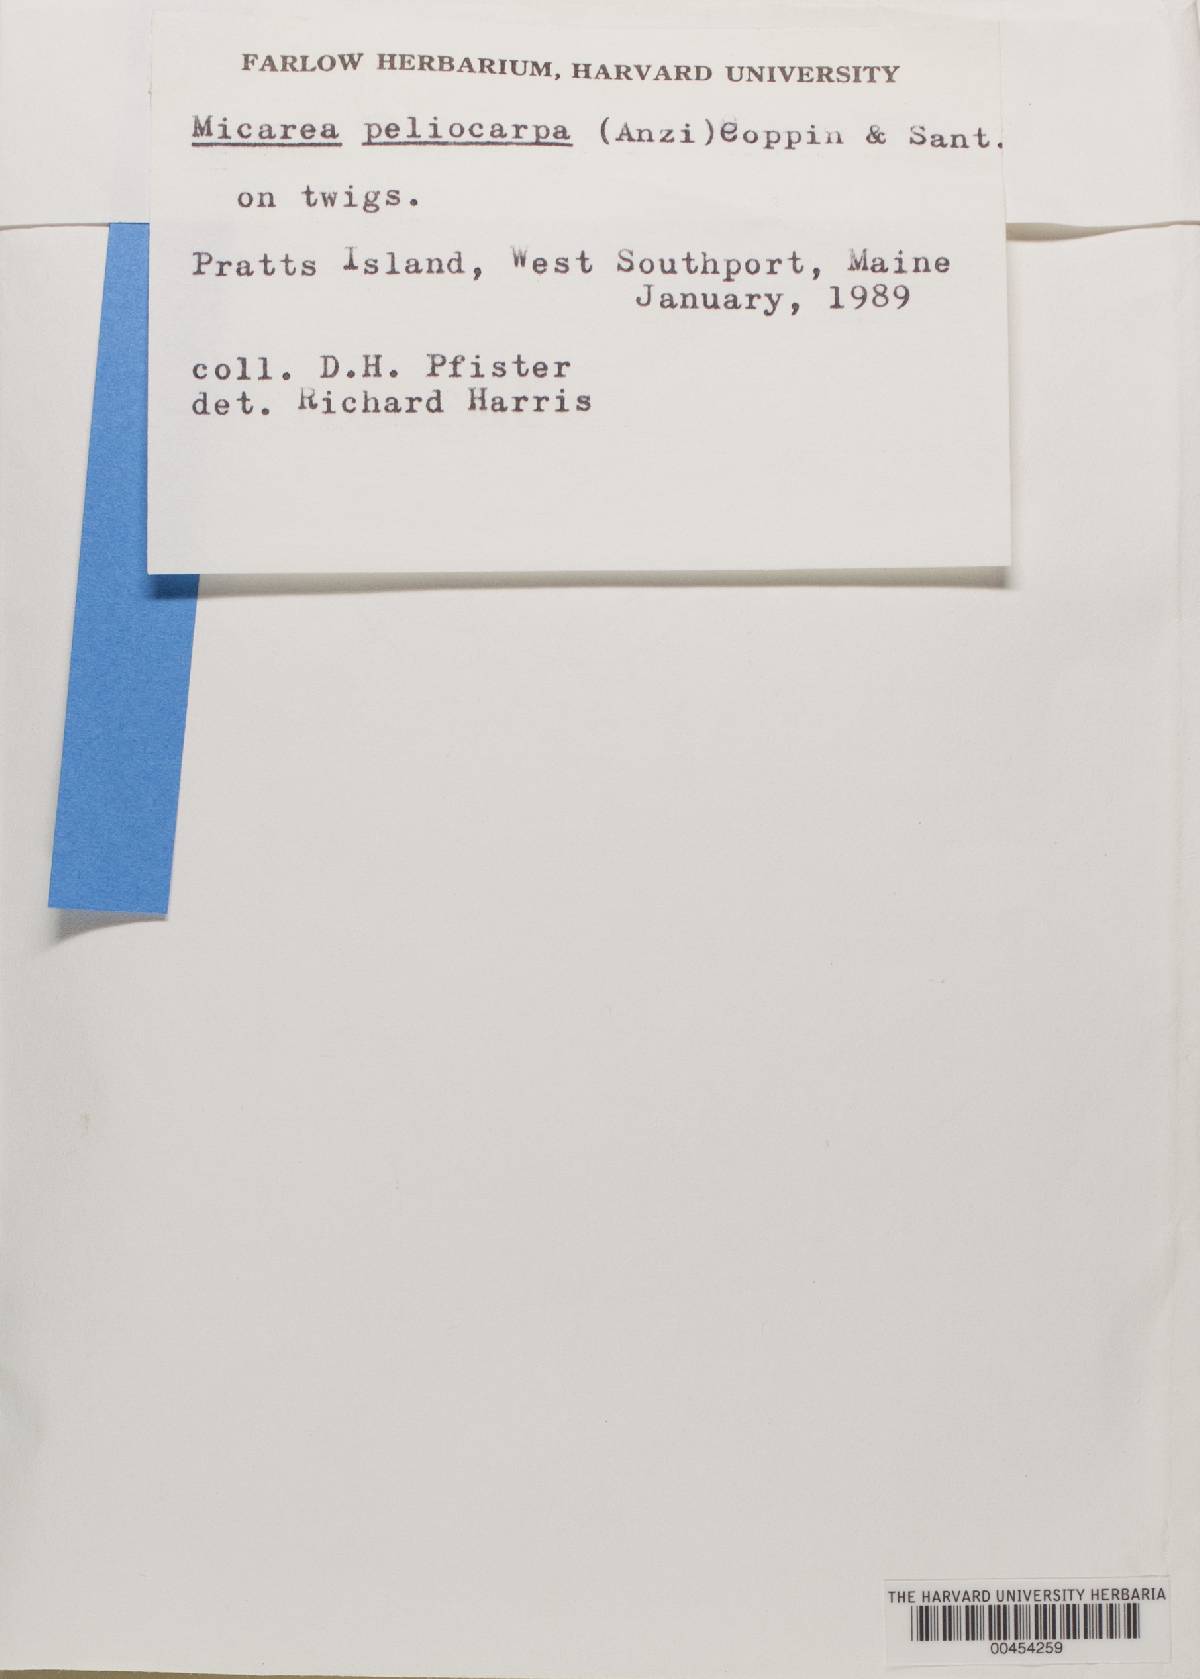 FARLOW HERBARIUM, HARVARD UNIVERSITY
Micarea peliocarpa (Anzi) Coppin & Sant.
on twigs.
Pratts Island, West Southport, Maine
January, 1989
coll. D.H. Pfister
det. Richard Harris
THE HARVARD UNIVERSITY HERBARIA
00454259